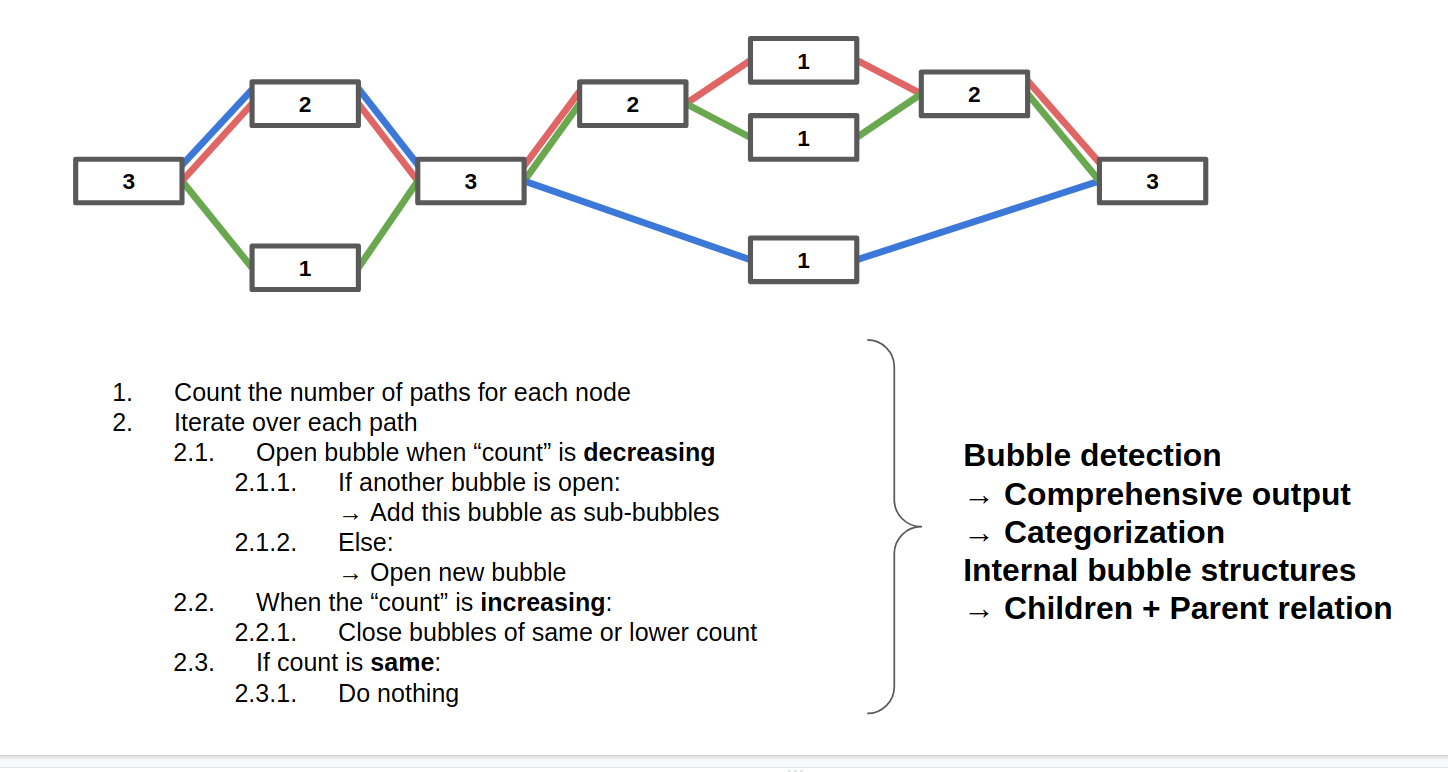 1
2
2
2
1
3
3
3
1
1
1. Count the number of paths for each node
2. Iterate over each path
2.1. Open bubble when “count” is decreasing
2.1.1. If another bubble is open:
→ Add this bubble as sub-bubbles
2.1.2. Else:
→ Open new bubble
2.2. When the “count” is increasing:
2.2.1. Close bubbles of same or lower count
2.3. If count is same:
2.3.1. Do nothing
Bubble detection
→ Comprehensive output
→ Categorization
Internal bubble structures
→ Children + Parent relation